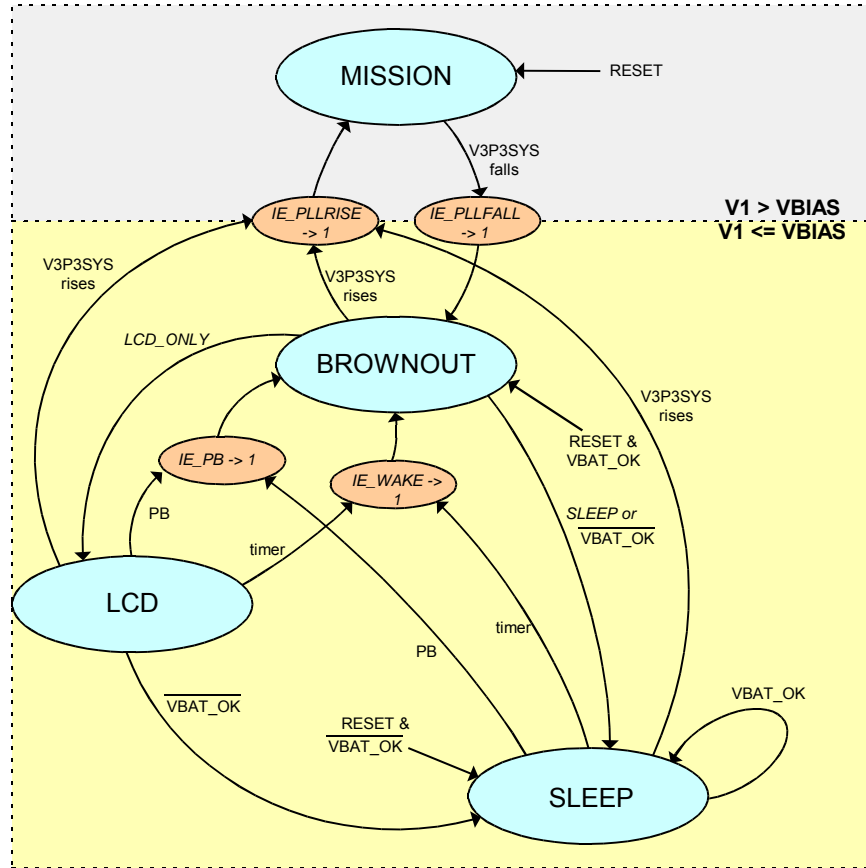 MISSION
RESET
V3P3SYS
falls
IE_PLLRISE
-> 1
IE_PLLFALL
-> 1
V1 > VBIAS
V1 <= VBIAS
V3P3SYS
rises
V3P3SYS
rises
LCD_ONLY
BROWNOUT
V3P3SYS
rises
RESET &
VBAT_OK
IE_PB -> 1
IE_WAKE ->
1
SLEEP or
VBAT_OK
PB
timer
LCD
timer
PB
VBAT_OK
RESET &
VBAT_OK
VBAT_OK
SLEEP